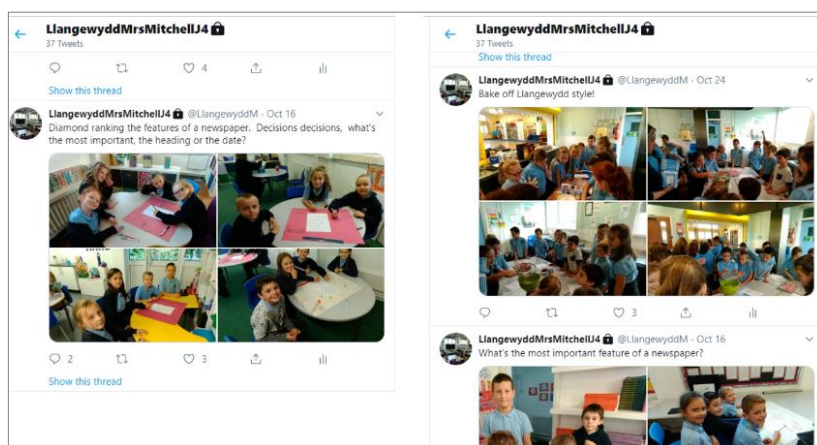 LlangewyddMrsMitchellJ4
37 Tweets
4
Show this thread
LlangewyddMrsMitchellJ4 @LlangewyddM - Oct 16
Diamond ranking the features of a newspaper. Decisions decisions, what's
the most important, the heading or the date?
2 3
Show this thread
LlangewyddMrsMitchellJ4
37 Tweets
Show this thread
LlangewyddMrsMitchellJ4 @LlangewyddM - Oct 24
Bake off Llangewydd style!
3
LlangewyddMrsMitchellJ4 @LlangewyddM - Oct 16
What's the most important feature of a newspaper?